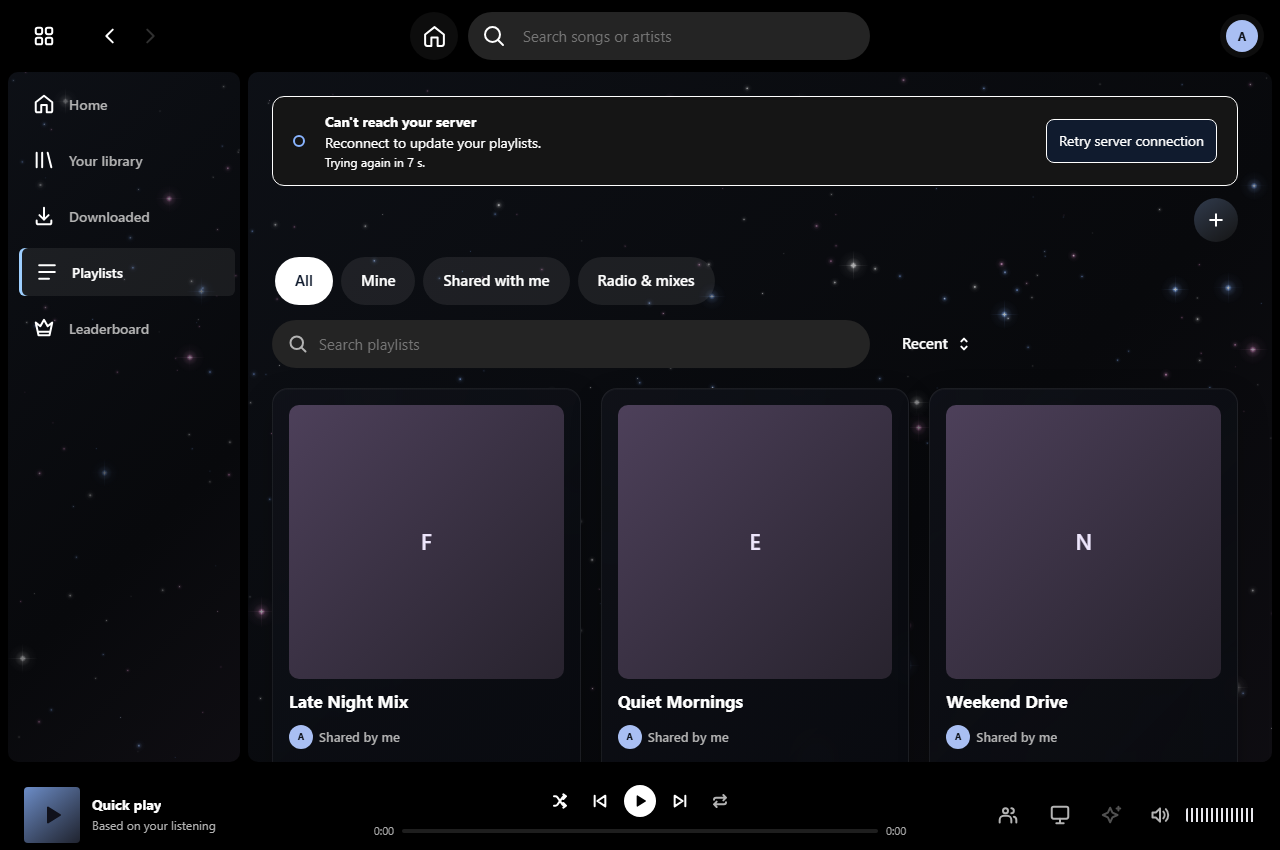 Search songs or artists
A
Home
Your library
Downloaded
Playlists
Leaderboard
Can't reach your server
Reconnect to update your playlists.
Trying again in 7 s.
Retry server connection
All
Mine
Shared with me
Radio & mixes
Search playlists
Recent
F
E
N
Late Night Mix
Quiet Mornings
Weekend Drive
A Shared by me
A Shared by me
A Shared by me
Quick play
Based on your listening
0:00
0:00